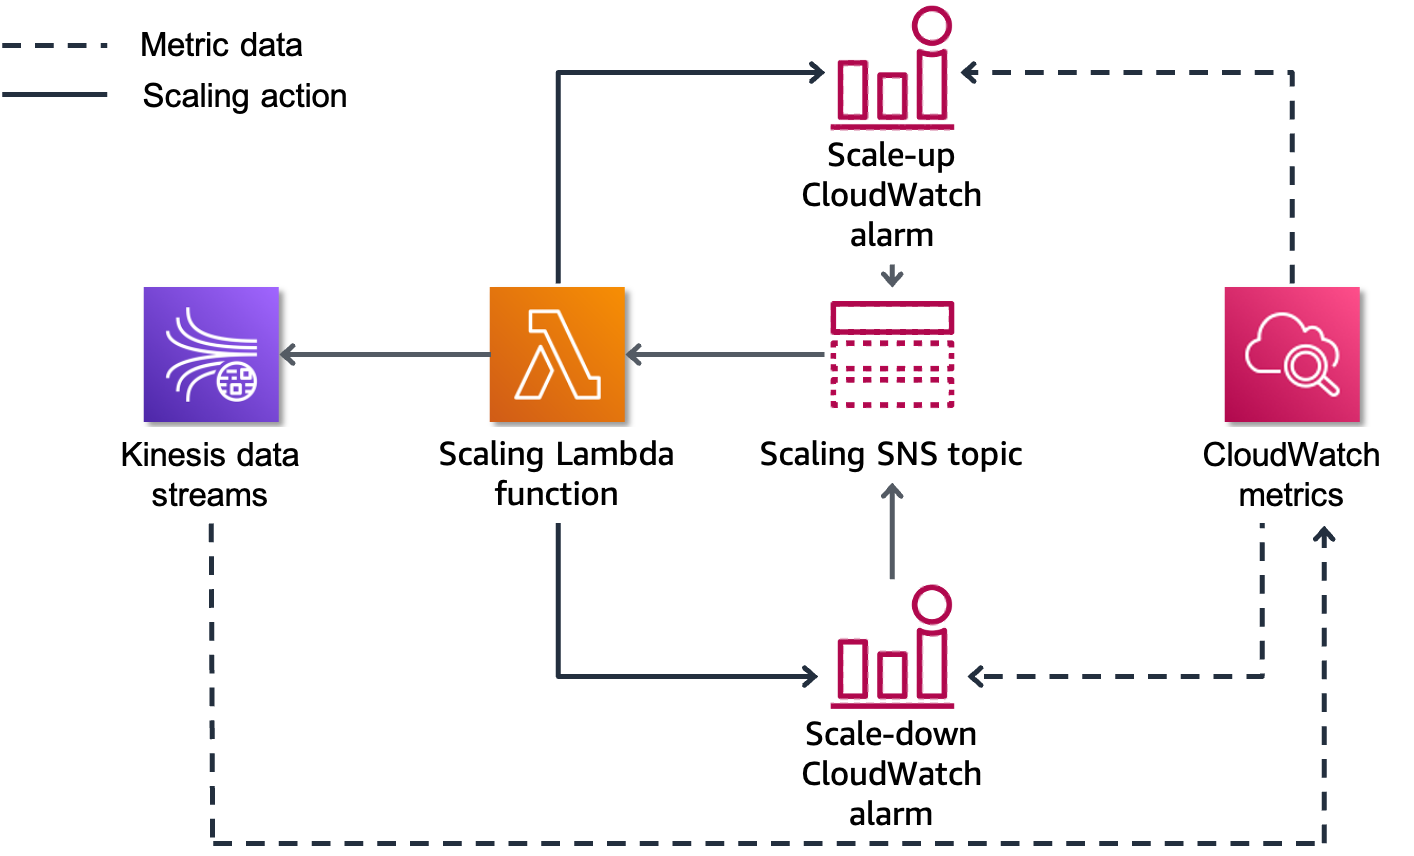 Metric data
Scaling action
Scale-up
CloudWatch
alarm
Kinesis data
streams
Scaling Lambda
function
Scaling SNS topic
CloudWatch
metrics
Scale-down
CloudWatch
alarm